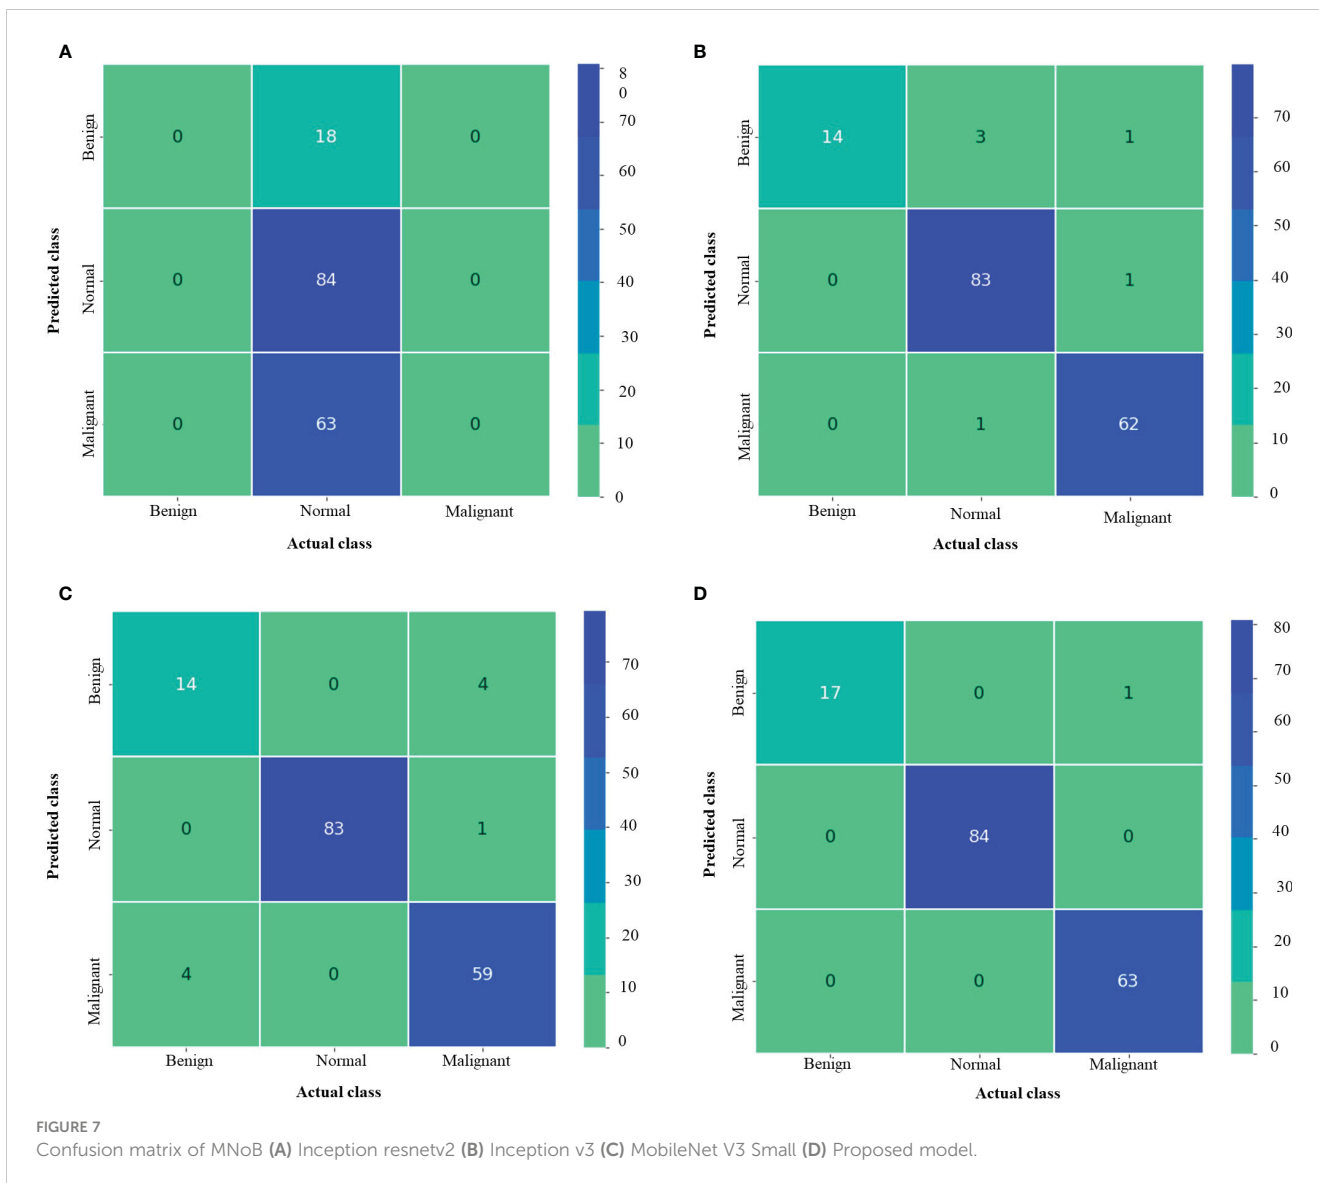 A
Predicted class
Benign
Normal
Malignant
0 18 0
0 84 0
0 63 0
Benign Normal Malignant
Actual class
8
0
70
60
50
40
30
20
10
0
B
Predicted class
Benign
Normal
Malignant
14 3 1
0 83 1
0 1 62
Benign Normal Malignant
Actual class
70
60
50
40
30
20
10
0
C
Predicted class
Benign
Normal
Malignant
14 0 4
0 83 1
4 0 59
Benign Normal Malignant
Actual class
70
60
50
40
30
20
10
0
D
Predicted class
Benign
Normal
Malignant
17 0 1
0 84 0
0 0 63
Benign Normal Malignant
Actual class
80
70
60
50
40
30
20
10
0
FIGURE 7
Confusion matrix of MNoB (A) Inception resnetv2 (B) Inception v3 (C) MobileNet V3 Small (D) Proposed model.